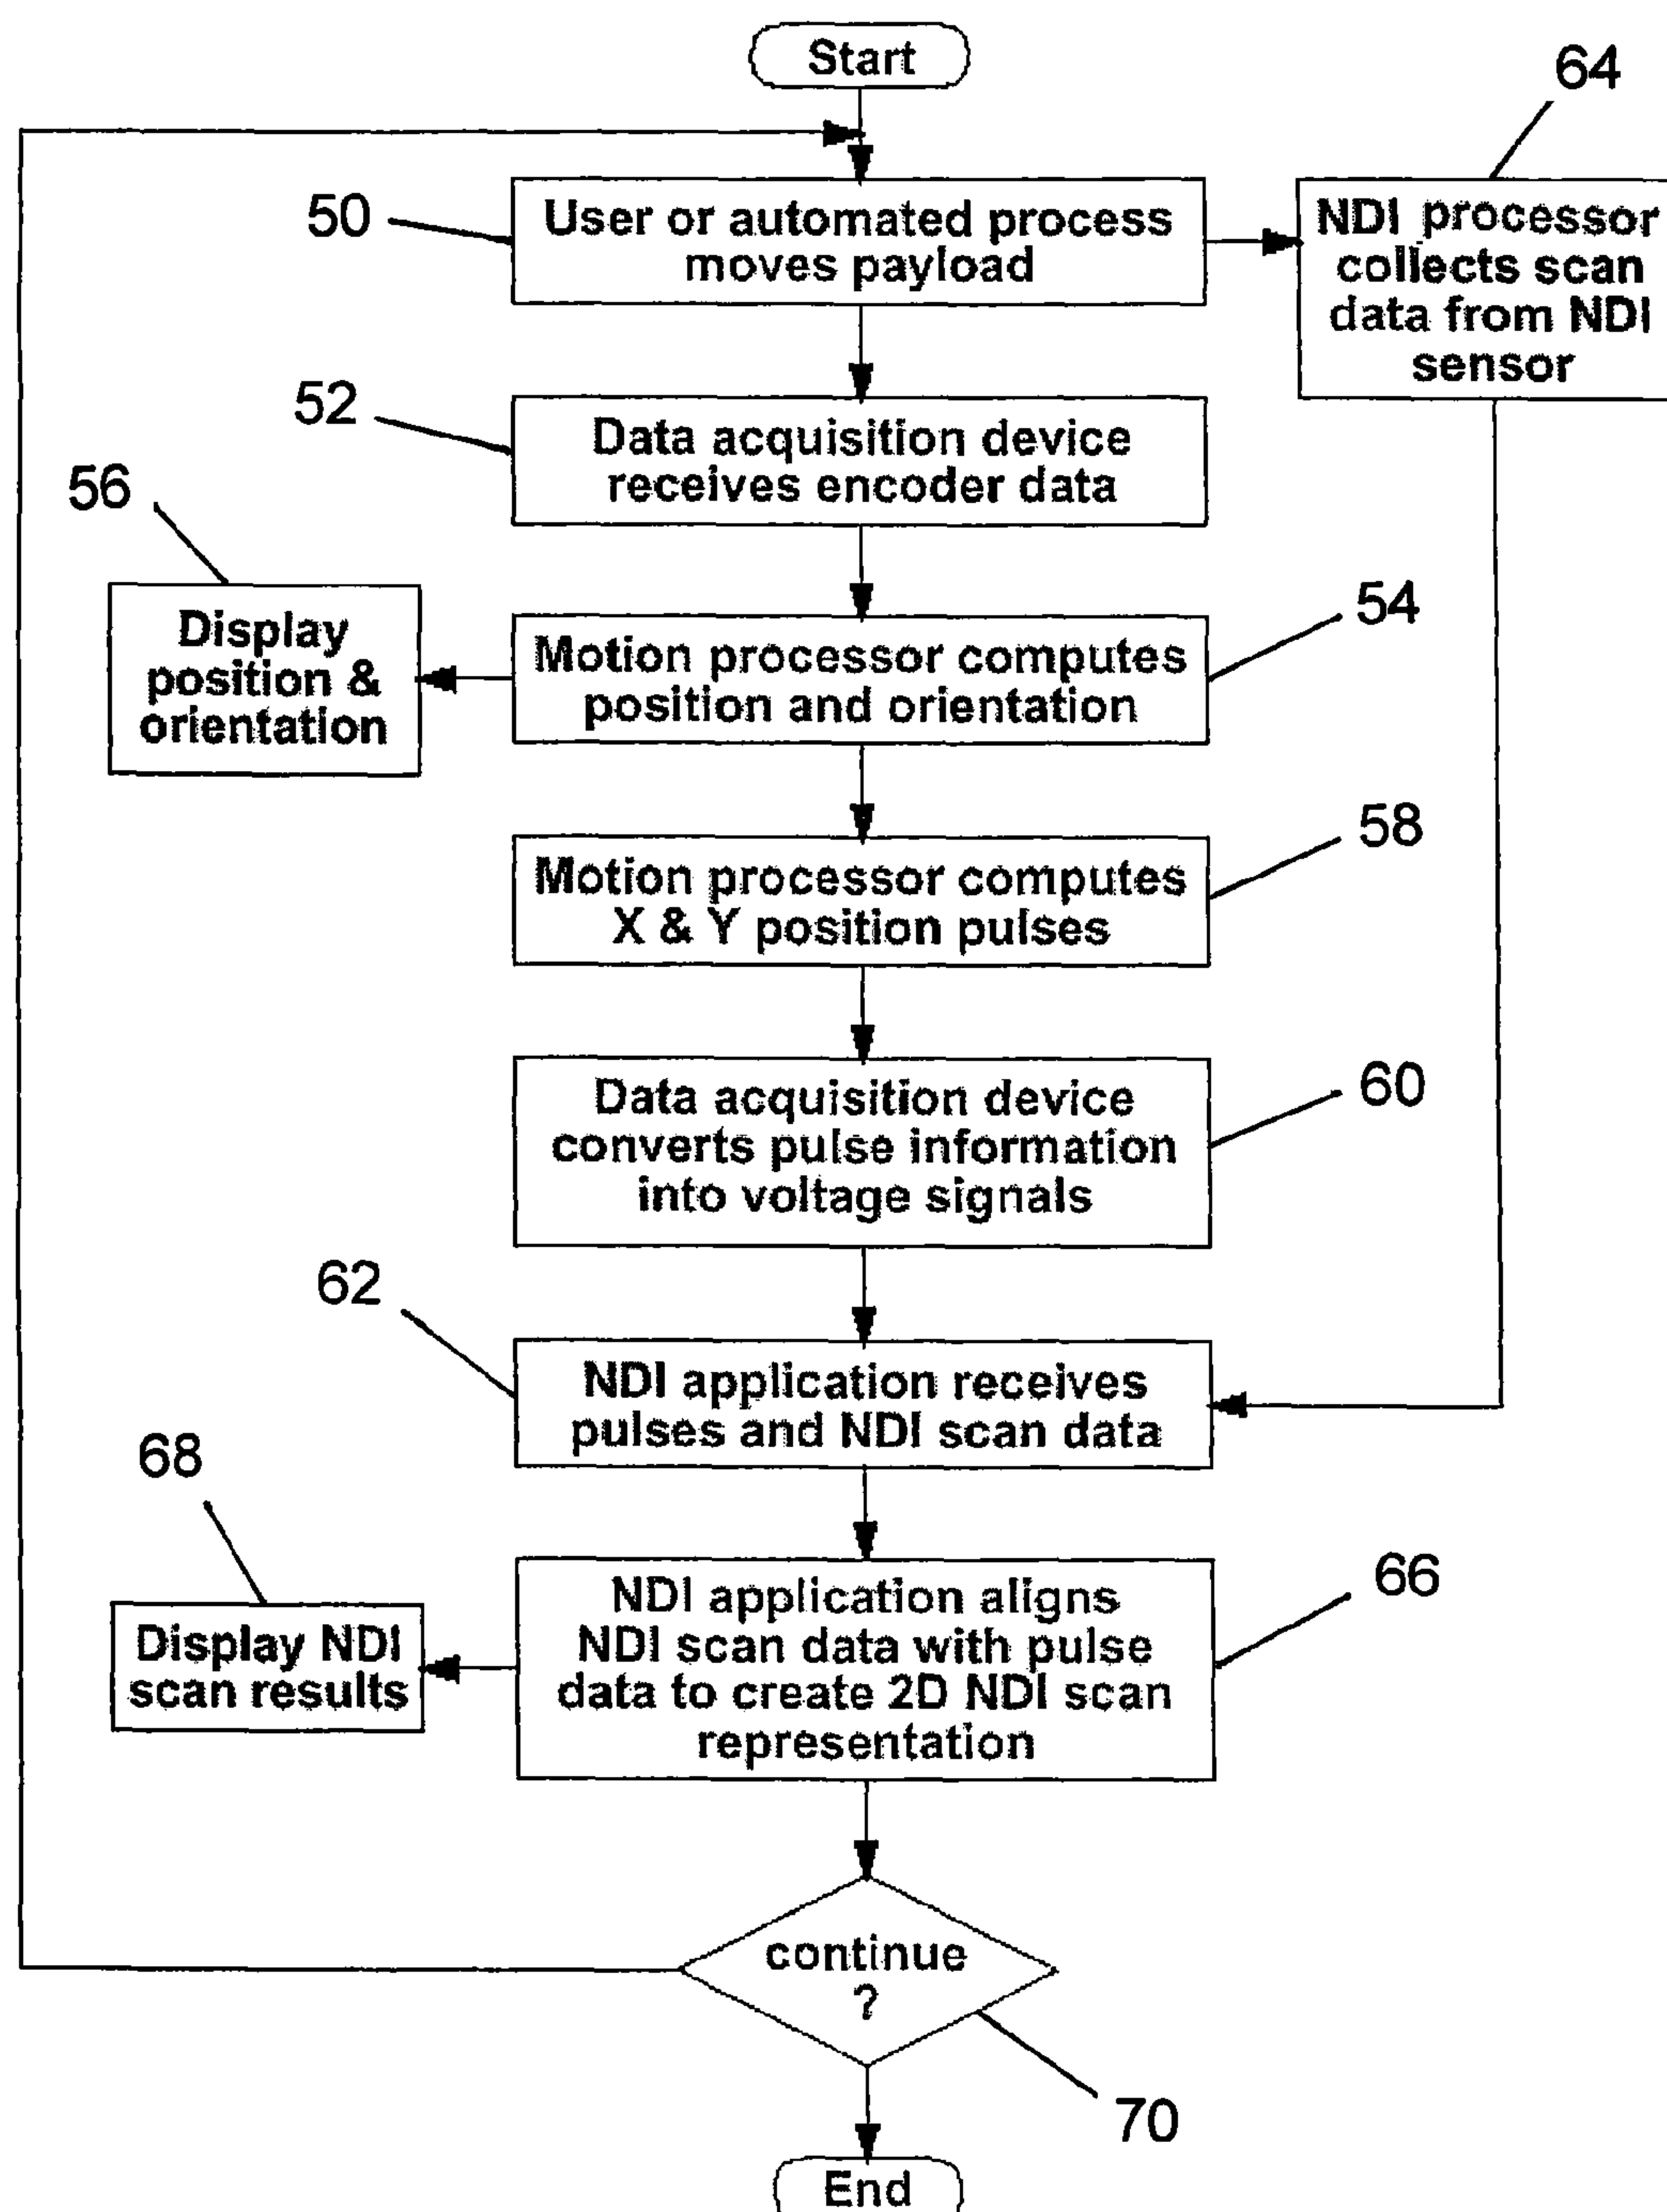 Start
64
50
User or automated process
moves payload
NDI processor
collects scan
data from NDI
sensor
52
Data acquisition device
receives encoder data
56
Display
position &
orientation
54
Motion processor computes
position and orientation
58
Motion processor computes
X & Y position pulses
60
Data acquisition device
converts pulse information
into voltage signals
62
NDI application receives
pulses and NDI scan data
68
Display NDI
scan results
66
NDI application aligns
NDI scan data with pulse
data to create 2D NDI scan
representation
continue
?
70
End